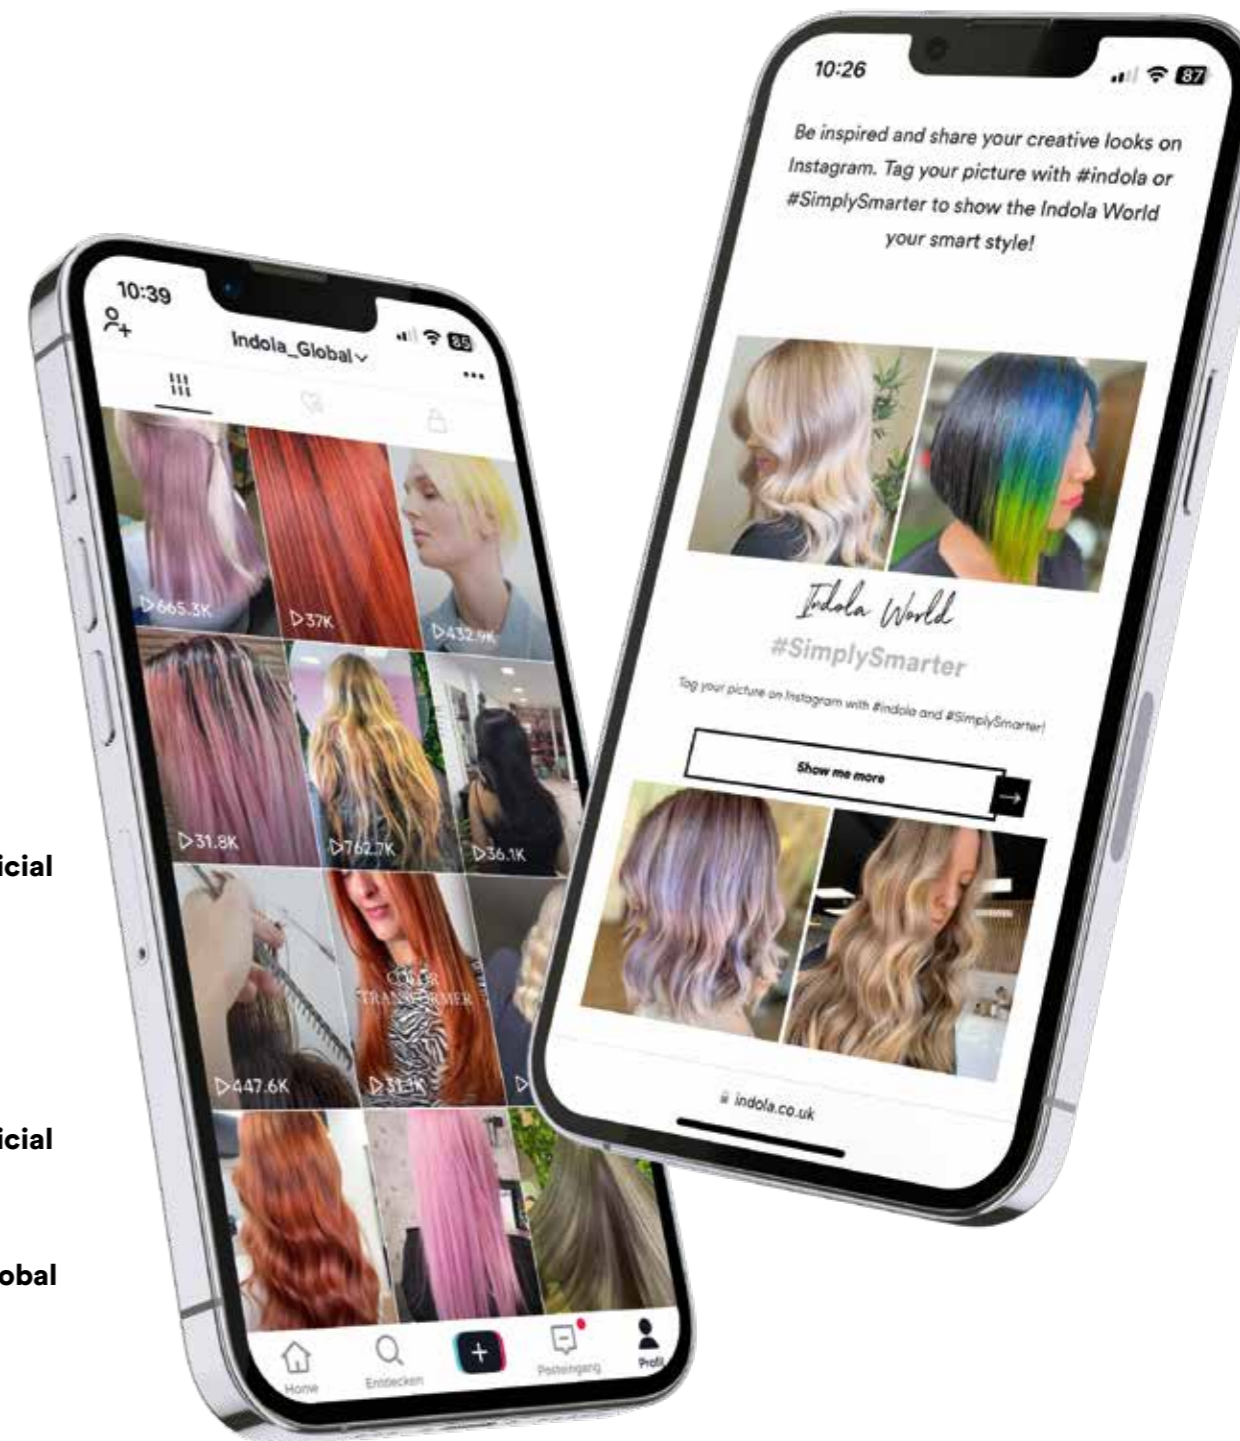 10:26
87
Be inspired and share your creative looks on
Instagram. Tag your picture with #indola or
#SimplySmarter to show the Indola World
your smart style!
Indola World
#SimplySmarter
Tag your picture on Instagram with #indola and #SimplySmarter!
Show me more
indola.co.uk
10:39
85
Indola_Global
665.3K
37K
432.9K
31.8K
762.7K
36.1K
COLOR
TRANSFORMER
447.6K
31.1K
Home
Entdecken
Posteingang
Profil
icial
icial
obal